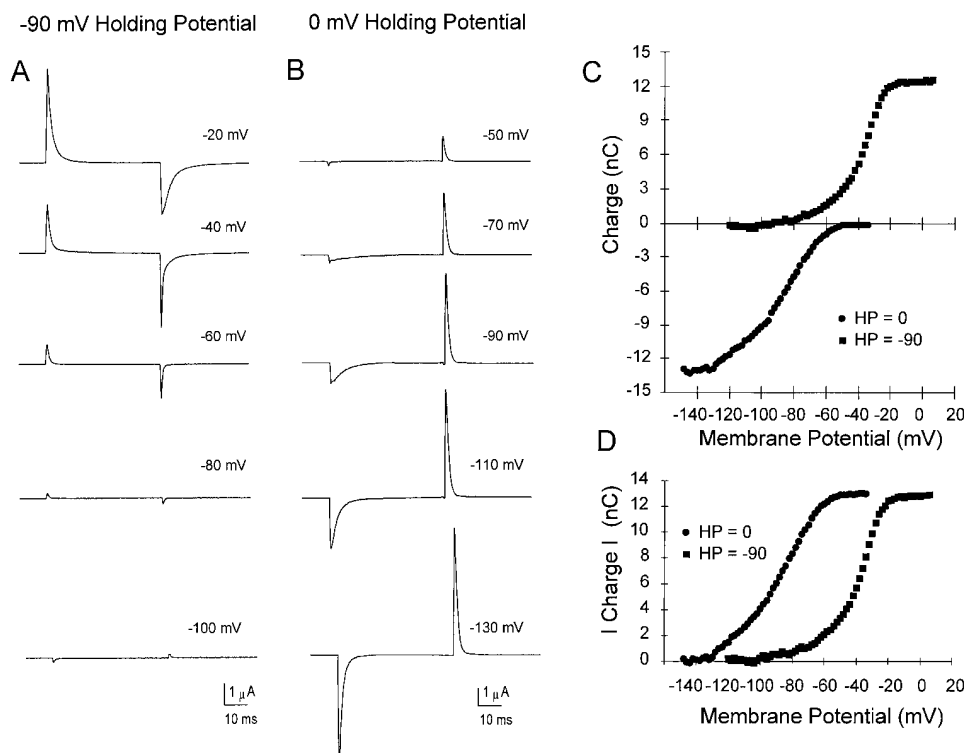 -90 mV Holding Potential
0 mV Holding Potential
A
-20 mV
-40 mV
-60 mV
-80 mV
-100 mV
1 μA
10 ms
B
-50 mV
-70 mV
-90 mV
-110 mV
-130 mV
1 μA
10 ms
C
Charge (nC)
15
12
9
6
3
0
-3
-6
-9
-12
-15
HP = 0
HP = -90
-140 -120 -100 -80 -60 -40 -20 0 20
Membrane Potential (mV)
D
I Charge I (nC)
14
12
10
8
6
4
2
0
HP = 0
HP = -90
-140 -120 -100 -80 -60 -40 -20 0 20
Membrane Potential (mV)